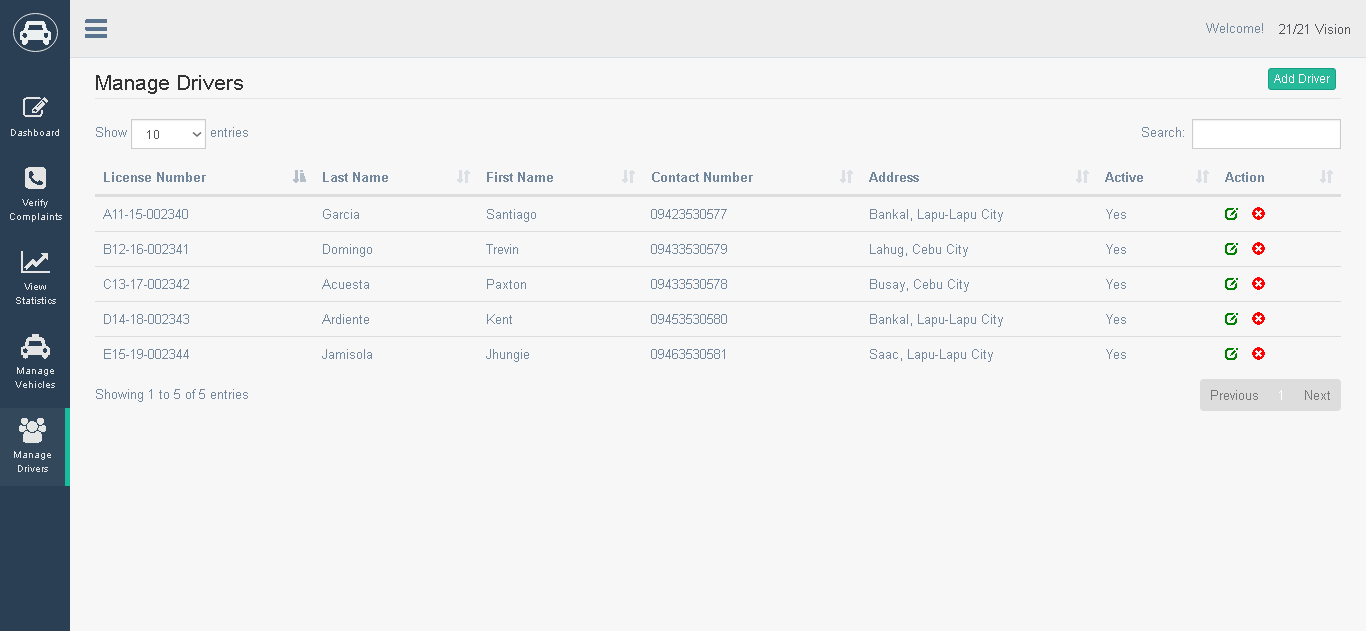 Welcome! 21/21 Vision
Manage Drivers
Add Driver
Dashboard
Verify
Complaints
View
Statistics
Manage
Vehicles
Manage
Drivers
Show 10 entries
Search:
License Number Last Name First Name Contact Number Address Active Action
A11-15-002340 Garcia Santiago 09423530577 Bankal, Lapu-Lapu City Yes
B12-16-002341 Domingo Trevin 09433530579 Lahug, Cebu City Yes
C13-17-002342 Acuesta Paxton 09433530578 Busay, Cebu City Yes
D14-18-002343 Ardiente Kent 09453530580 Bankal, Lapu-Lapu City Yes
E15-19-002344 Jamisola Jhungie 09463530581 Saac, Lapu-Lapu City Yes
Showing 1 to 5 of 5 entries
Previous 1 Next